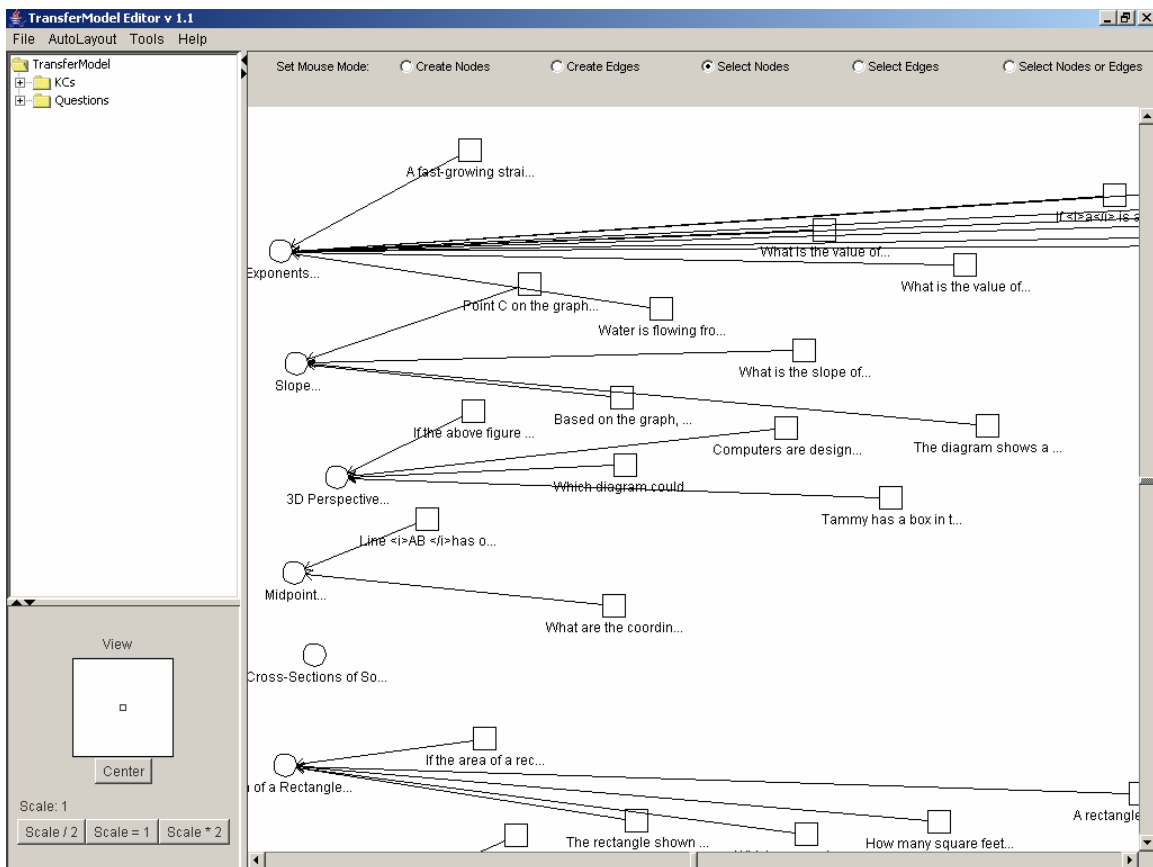 TransferModel Editor v 1.1
File AutoLayout Tools Help
TransferModel
KCs
Questions
Set Mouse Mode: Create Nodes Create Edges Select Nodes Select Edges Select Nodes or Edges
A fast-growing strai...
If <i>a</i> is a
What is the value of...
Exponents...
What is the value of...
Point C on the graph...
Water is flowing fro...
What is the slope of...
Slope...
Based on the graph, ...
If the above figure ...
Computers are design...
The diagram shows a ...
Which diagram could
3D Perspective...
Tammy has a box in t...
Line <i>AB </i>has o...
Midpoint...
What are the coordin...
Cross-Sections of So...
If the area of a rec...
of a Rectangle...
A rectangle
The rectangle shown ...
How many square feet...
View
Center
Scale: 1
Scale / 2 Scale = 1 Scale * 2